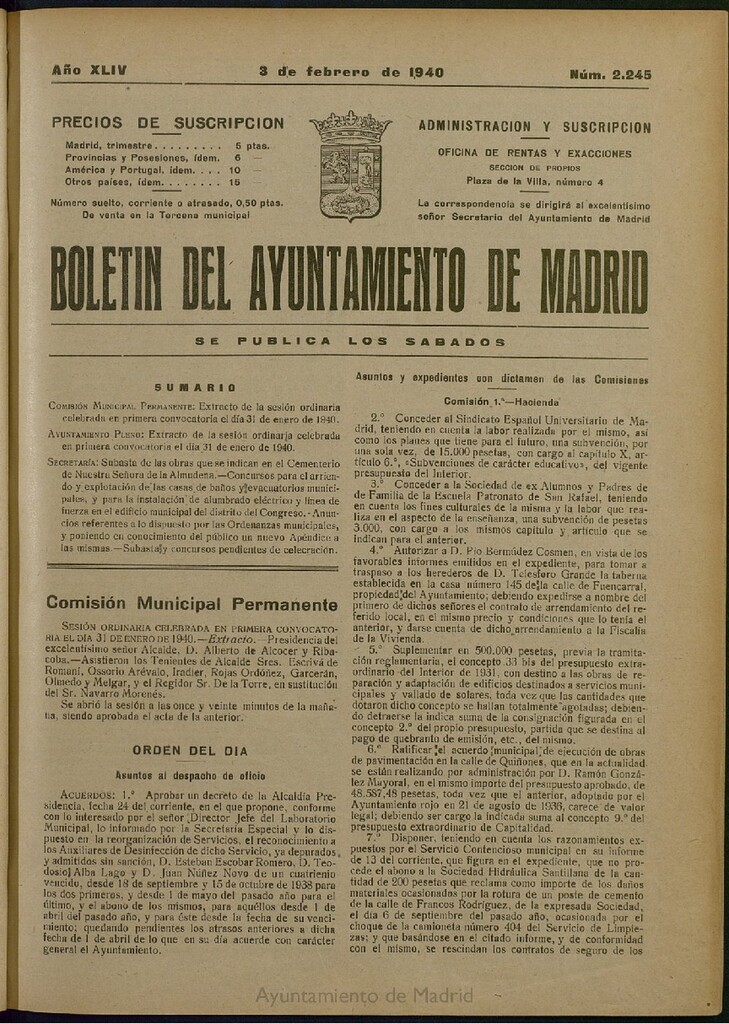 Año XLIV
3 de febrero de 1940
Núm. 2.245
PRECIOS DE SUSCRIPCION
Madrid, trimestre . . . . . . . . . 5 ptas.
Provincias y Posesiones, ídem. 6 —
América y Portugal, ídem. . . . 10 —
Otros países, ídem. . . . . . . . 15 —
Número suelto, corriente o atrasado, 0,50 ptas.
De venta en la Tercena municipal
ADMINISTRACION Y SUSCRIPCION
OFICINA DE RENTAS Y EXACCIONES
SECCION DE PROPIOS
Plaza de la Villa, número 4
La correspondencia se dirigirá al excelentísimo
señor Secretario del Ayuntamiento de Madrid
BOLETIN DEL AYUNTAMIENTO DE MADRID
SE PUBLICA LOS SABADOS
SUMARIO
COMISIÓN MUNICIPAL PERMANENTE: Extracto de la sesión ordinaria
celebrada en primera convocatoria el día 31 de enero de 1940.
AYUNTAMIENTO PLENO: Extracto de la sesión ordinaria celebrada
en primera convocatoria el día 31 de enero de 1940.
SECRETARÍA: Subasta de las obras que se indican en el Cementerio
de Nuestra Señora de la Almudena.—Concursos para el arrien-
do y explotación de las casas de baños y evacuatorios munici-
pales, y para la instalación de alumbrado eléctrico y línea de
fuerza en el edificio municipal del distrito del Congreso.-Anun-
cios referentes a lo dispuesto por las Ordenanzas municipales,
y poniendo en conocimiento del público un nuevo Apéndice a
las mismas.—Subasta y concursos pendientes de celebración.
Comisión Municipal Permanente
SESIÓN ORDINARIA CELEBRADA EN PRIMERA CONVOCATO-
RIA EL DÍA 31 DE ENERO DE 1940.—Extracto.—Presidencia del
excelentísimo señor Alcalde, D. Alberto de Alcocer y Riba-
coba.—Asistieron los Tenientes de Alcalde Sres. Escrivá de
Romaní, Ossorio Arévalo, Iradier, Rojas Ordóñez, Garcerán,
Olmedo y Melgar, y el Regidor Sr. De la Torre, en sustitución
del Sr. Navarro Morenés.
Se abrió la sesión a las once y veinte minutos de la maña-
na, siendo aprobada el acta de la anterior.
ORDEN DEL DIA
Asuntos al despacho de oficio
ACUERDOS: 1.º Aprobar un decreto de la Alcaldía Pre-
sidencia, fecha 24 del corriente, en el que propone, conforme
con lo interesado por el señor Director Jefe del Laboratorio
Municipal, lo informado por la Secretaría Especial y lo dis-
puesto en la reorganización de Servicios, el reconocimiento a
los Auxiliares de Desinfección de dicho Servicio, ya depurados
y admitidos sin sanción, D. Esteban Escobar Romero, D. Teo-
dosio Alba Lago y D. Juan Núñez Novo de un cuatrienio
vencido, desde 18 de septiembre y 15 de octubre de 1938 para
los dos primeros, y desde 1 de mayo del pasado año para el
último, y el abono de los mismos, para aquéllos desde 1 de
abril del pasado año, y para éste desde la fecha de su venci-
miento; quedando pendientes los atrasos anteriores a dicha
fecha de 1 de abril de lo que en su día acuerde con carácter
general el Ayuntamiento.
Asuntos y expedientes con dictamen de las Comisiones
Comisión 1.ª—Hacienda
2.º Conceder al Sindicato Español Universitario de Ma-
drid, teniendo en cuenta la labor realizada por el mismo, así
como los planes que tiene para el futuro, una subvención, por
una sola vez, de 15.000 pesetas, con cargo al capítulo X, ar-
tículo 6.º, «Subvenciones de carácter educativo», del vigente
presupuesto del Interior.
3.º Conceder a la Sociedad de ex Alumnos y Padres de
de Familia de la Escuela Patronato de San Rafael, teniendo
en cuenta los fines culturales de la misma y la labor que rea-
liza en el aspecto de la enseñanza, una subvención de pesetas
3.000, con cargo a los mismos capítulo y artículo que se
indican para el anterior.
4.º Autorizar a D. Pío Bermúdez Cosmen, en vista de los
favorables informes emitidos en el expediente, para tomar a
traspaso a los herederos de D. Telesforo Grande la taberna
establecida en la casa número 145 de la calle de Fuencarral,
propiedad del Ayuntamiento; debiendo expedirse a nombre del
primero de dichos señores el contrato de arrendamiento del re-
ferido local, en el mismo precio y condiciones que lo tenía el
anterior, y darse cuenta de dicho arrendamiento a la Fiscalía
de la Vivienda.
5.º Suplementar en 500.000 pesetas, previa la tramita-
ción reglamentaria, el concepto 33 bis del presupuesto extra-
ordinario del Interior de 1931, con destino a las obras de re-
paración y adaptación de edificios destinados a servicios muni-
cipales y vallado de solares, toda vez que las cantidades que
dotaron dicho concepto se hallan totalmente agotadas; debien-
do detraerse la indica suma de la consignación figurada en el
concepto 2.º del propio presupuesto, partida que se destina al
pago de quebranto de emisión, etc., del mismo.
6.º Ratificar el acuerdo municipal de ejecución de obras
de pavimentación en la calle de Quiñones, que en la actualidad
se están realizando por administración por D. Ramón Gonzá-
lez Mayoral, en el mismo importe del presupuesto aprobado, de
48.587,48 pesetas, toda vez que el anterior, adoptado por el
Ayuntamiento rojo en 21 de agosto de 1936, carece de valor
legal; debiendo ser cargo la indicada suma al concepto 9.º del
presupuesto extraordinario de Capitalidad.
7.º Disponer, teniendo en cuenta los razonamientos ex-
puestos por el Servicio Contencioso municipal en su informe
de 13 del corriente, que figura en el expediente, que no pro-
cede el abono a la Sociedad Hidráulica Santillana de la can-
tidad de 200 pesetas que reclama como importe de los daños
materiales ocasionados por la rotura de un poste de cemento
de la calle de Francos Rodríguez, de la expresada Sociedad,
el día 6 de septiembre del pasado año, ocasionada por el
choque de la camioneta número 404 del Servicio de Limpie-
zas; y que basándose en el citado informe, y de conformidad
con el mismo, se rescindan los contratos de seguro de los
Ayuntamiento de Madrid